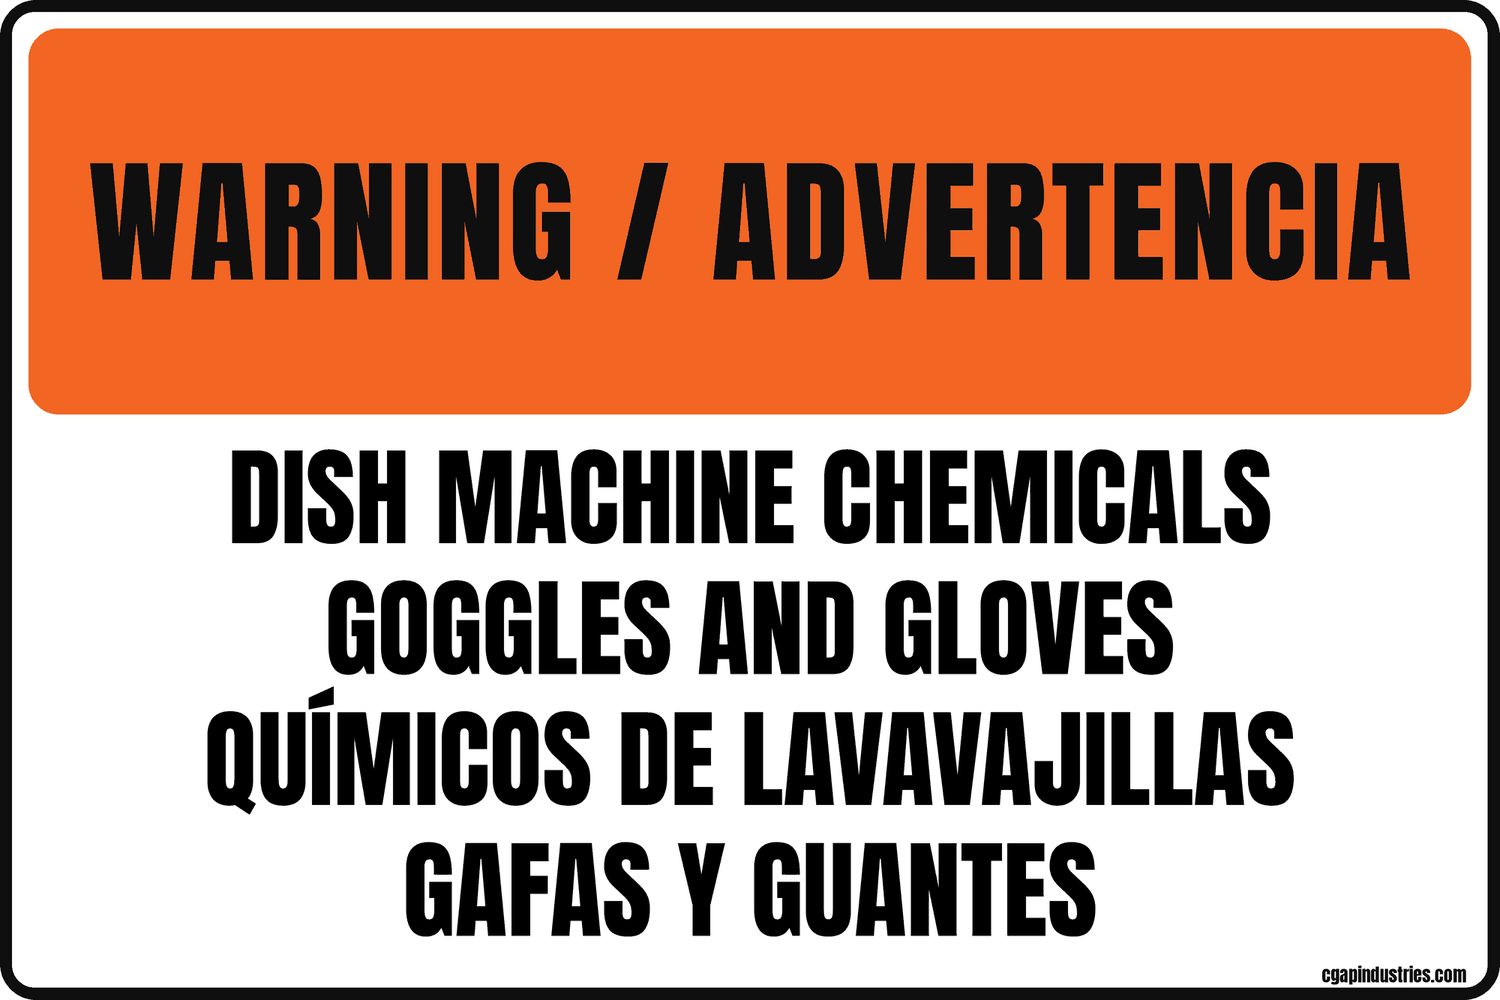 WARNING / ADVERTENCIA
DISH MACHINE CHEMICALS
GOGGLES AND GLOVES
QUÍMICOS DE LAVAVAJILLAS
GAFAS Y GUANTES
cgapindustries.com